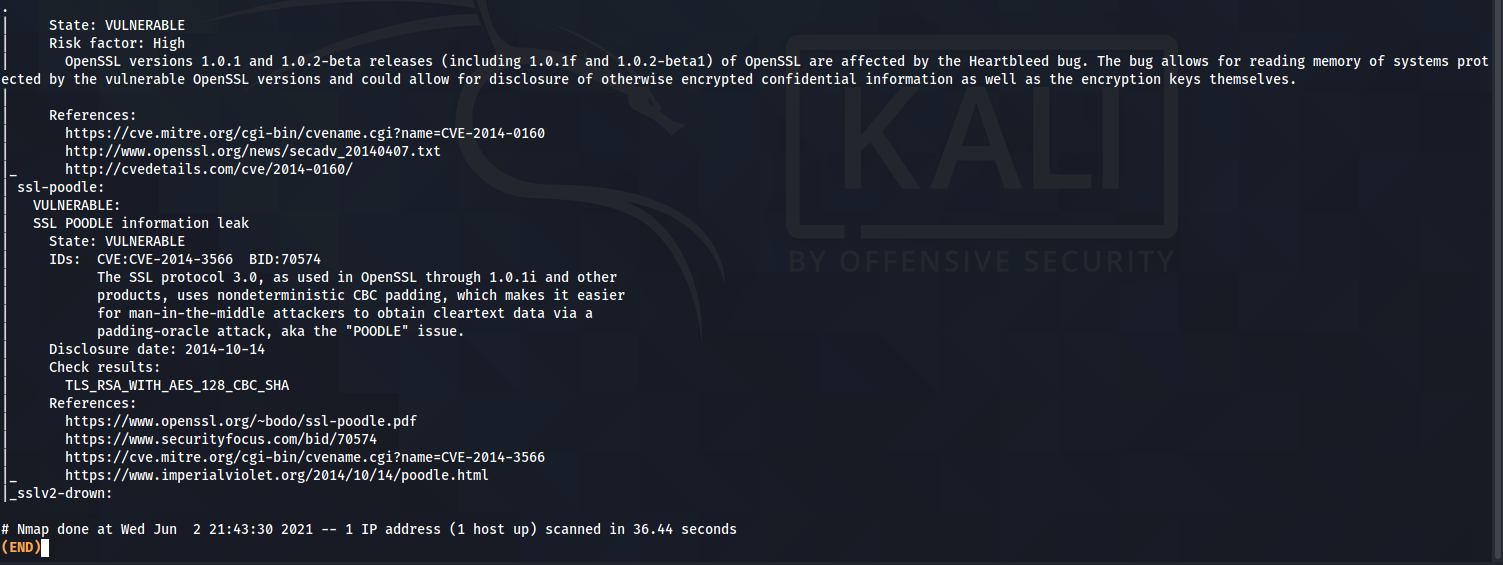 .
| State: VULNERABLE
| Risk factor: High
| OpenSSL versions 1.0.1 and 1.0.2-beta releases (including 1.0.1f and 1.0.2-beta1) of OpenSSL are affected by the Heartbleed bug. The bug allows for reading memory of systems prot
ected by the vulnerable OpenSSL versions and could allow for disclosure of otherwise encrypted confidential information as well as the encryption keys themselves.
|
| References:
| https://cve.mitre.org/cgi-bin/cvename.cgi?name=CVE-2014-0160
| http://www.openssl.org/news/secadv_20140407.txt
|_ http://cvedetails.com/cve/2014-0160/
| ssl-poodle:
| VULNERABLE:
| SSL POODLE information leak
| State: VULNERABLE
| IDs: CVE:CVE-2014-3566 BID:70574
| The SSL protocol 3.0, as used in OpenSSL through 1.0.1i and other
| products, uses nondeterministic CBC padding, which makes it easier
| for man-in-the-middle attackers to obtain cleartext data via a
| padding-oracle attack, aka the "POODLE" issue.
| Disclosure date: 2014-10-14
| Check results:
| TLS_RSA_WITH_AES_128_CBC_SHA
| References:
| https://www.openssl.org/~bodo/ssl-poodle.pdf
| https://www.securityfocus.com/bid/70574
| https://cve.mitre.org/cgi-bin/cvename.cgi?name=CVE-2014-3566
|_ https://www.imperialviolet.org/2014/10/14/poodle.html
|_sslv2-drown:
# Nmap done at Wed Jun 2 21:43:30 2021 -- 1 IP address (1 host up) scanned in 36.44 seconds
(END)
KALI
BY OFFENSIVE SECURITY